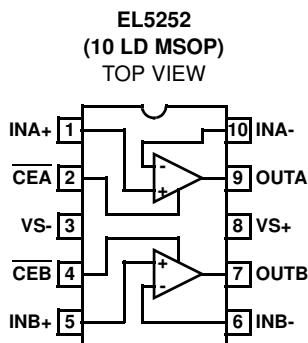 EL5252
(10 LD MSOP)
TOP VIEW
INA+ 1 10 INA-
CEA 2 9 OUTA
VS- 3 8 VS+
CEB 4 7 OUTB
INB+ 5 6 INB-
-
+
+
-